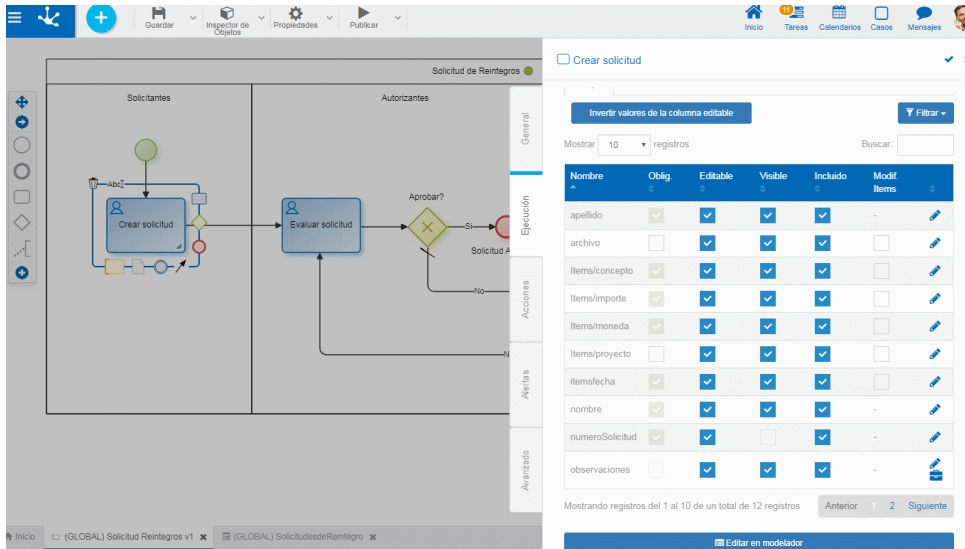 Guardar
Inspector de
Objetos
Propiedades
Publicar
Inicio
11
Tareas
Calendarios
Casos
Mensajes
Solicitud de Reintegros
Solicitantes
Autorizantes
Abc
Crear solicitud
Evaluar solicitud
Aprobar?
Si
Solicitud A
No
N
General
Ejecución
Acciones
Alertas
Avanzado
Crear solicitud
Invertir valores de la columna editable
Filtrar
Mostrar 10 registros
Buscar:
Nombre Oblig. Editable Visible Incluido Modif. Items
apellido -
archivo
Items/concepto
Items/importe
Items/moneda
Items/proyecto
itemsfecha
nombre -
numeroSolicitud -
observaciones -
Mostrando registros del 1 al 10 de un total de 12 registros
Anterior 1 2 Siguiente
Editar en modelador
Inicio
(GLOBAL) Solicitud Reintegros v1
(GLOBAL) SolicitudesdeReintegro